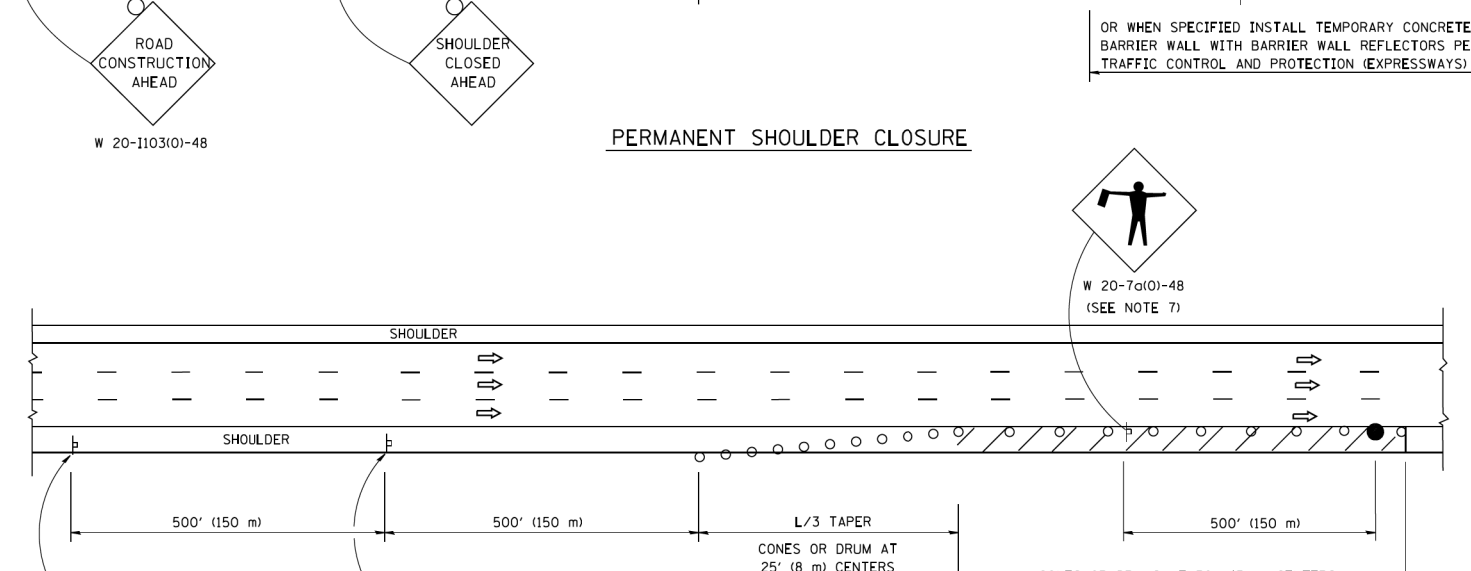 ROAD
CONSTRUCTION
AHEAD
W 20-I103(0)-48
SHOULDER
CLOSED
AHEAD
OR WHEN SPECIFIED INSTALL TEMPORARY CONCRETE
BARRIER WALL WITH BARRIER WALL REFLECTORS PE
TRAFFIC CONTROL AND PROTECTION (EXPRESSWAYS)
PERMANENT SHOULDER CLOSURE
W 20-7a(0)-48
(SEE NOTE 7)
SHOULDER
SHOULDER
500' (150 m)
500' (150 m)
L/3 TAPER
500' (150 m)
CONES OR DRUM AT
25' (8 m) CENTERS